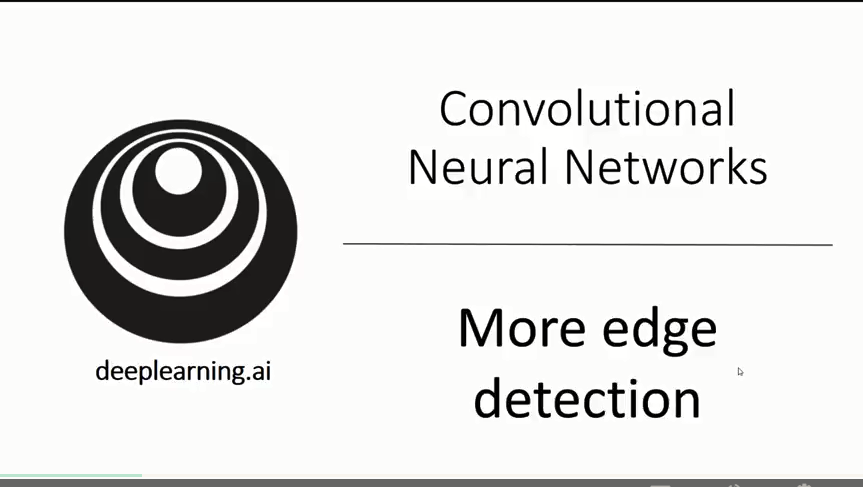 Convolutional
Neural Networks
More edge
detection
deeplearning.ai